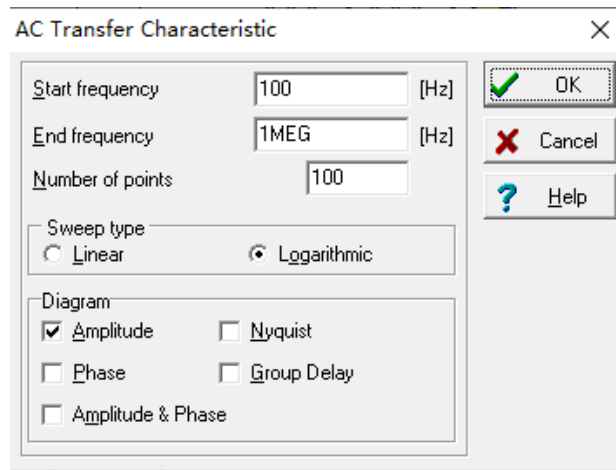 AC Transfer Characteristic
Start frequency 100 [Hz]
End frequency 1MEG [Hz]
Number of points 100
Sweep type
Linear Logarithmic
Diagram
Amplitude Nyquist
Phase Group Delay
Amplitude & Phase
OK
Cancel
Help